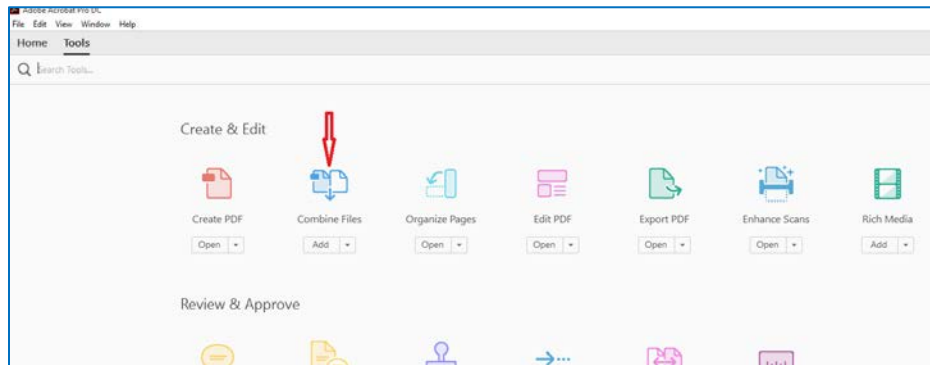 Adobe Acrobat Pro DC
File Edit View Window Help
Home Tools
Search Tools...
Create & Edit
Create PDF Combine Files Organize Pages Edit PDF Export PDF Enhance Scans Rich Media
Open Add Open Open Open Open Add
Review & Approve